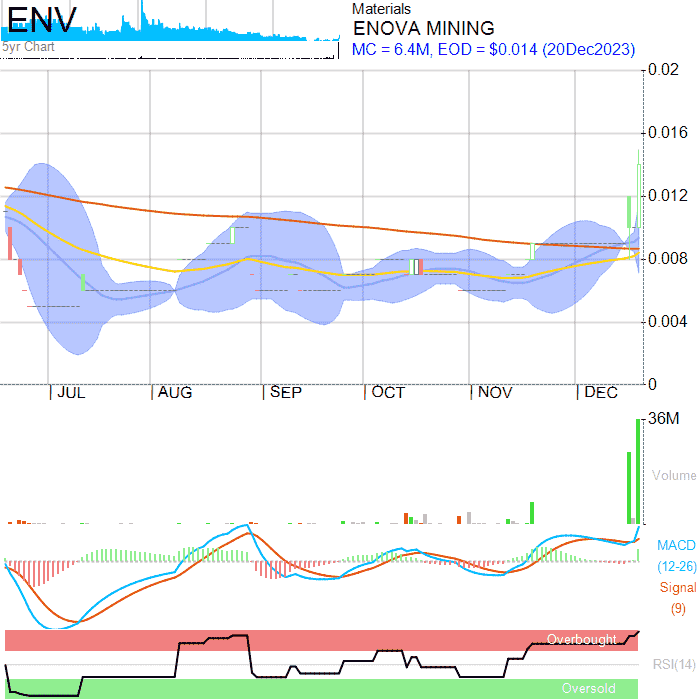 ENV
5yr Chart
Materials
ENOVA MINING
MC = 6.4M, EOD = $0.014 (20Dec2023)
0.02
0.016
0.012
0.008
0.004
0
JUL AUG SEP OCT NOV DEC
36M
Volume
MACD
(12-26)
Signal
(9)
Overbought
RSI(14)
Oversold